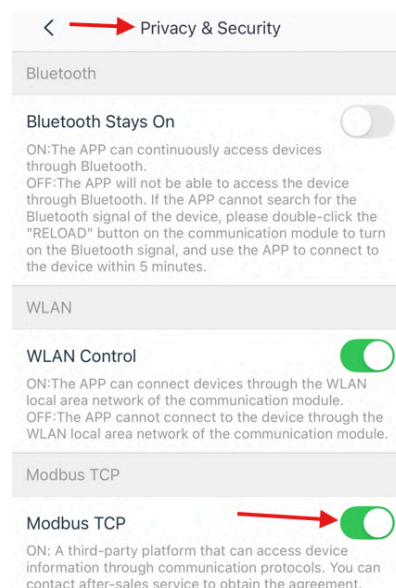 Privacy & Security
Bluetooth
Bluetooth Stays On
ON:The APP can continuously access devices
through Bluetooth.
OFF:The APP will not be able to access the device
through Bluetooth. If the APP cannot search for the
Bluetooth signal of the device, please double-click the
"RELOAD" button on the communication module to turn
on the Bluetooth signal, and use the APP to connect to
the device within 5 minutes.
WLAN
WLAN Control
ON:The APP can connect devices through the WLAN
local area network of the communication module.
OFF:The APP cannot connect to the device through the
WLAN local area network of the communication module.
Modbus TCP
Modbus TCP
ON: A third-party platform that can access device
information through communication protocols. You can
contact after-sales service to obtain the agreement.